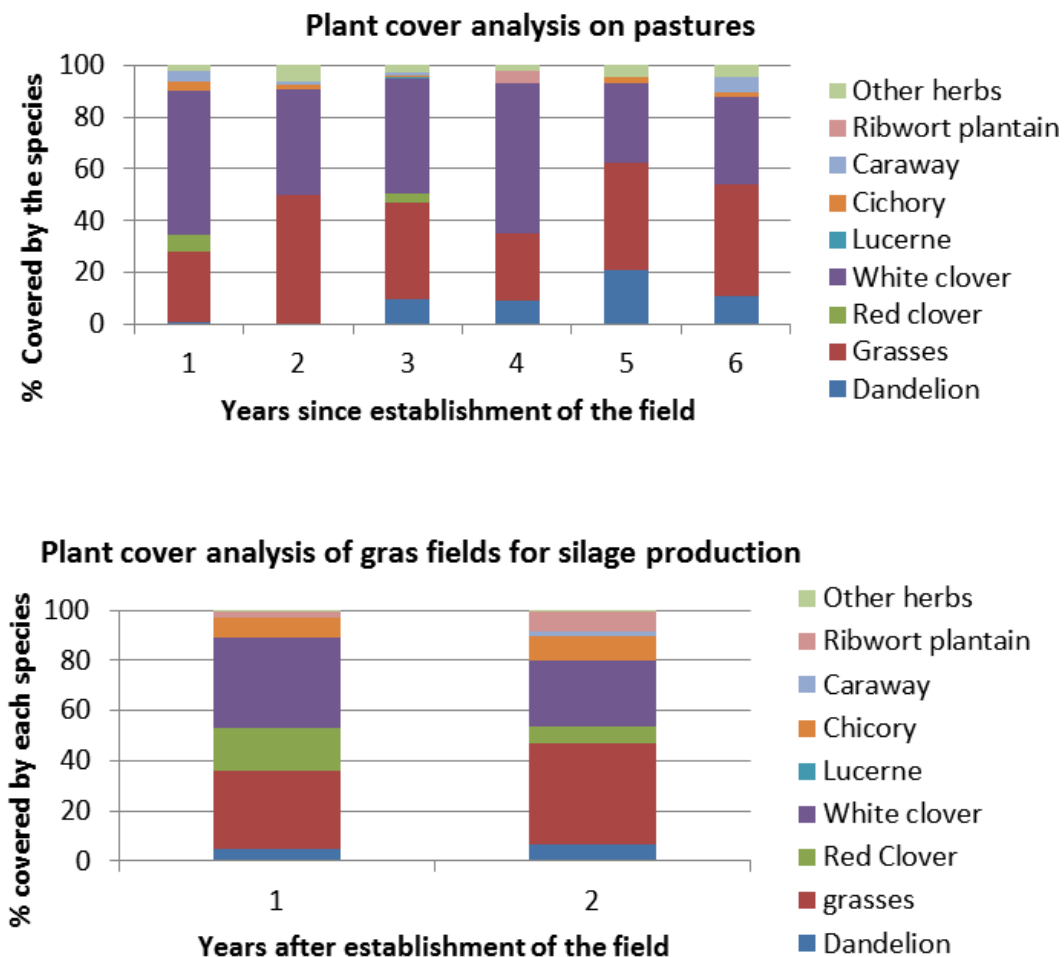 Plant cover analysis on pastures
% Covered by the species
100
80
60
40
20
0
1 2 3 4 5 6
Years since establishment of the field
Other herbs
Ribwort plantain
Caraway
Cichory
Lucerne
White clover
Red clover
Grasses
Dandelion
Plant cover analysis of gras fields for silage production
% covered by each species
100
80
60
40
20
0
1 2
Years after establishment of the field
Other herbs
Ribwort plantain
Caraway
Chicory
Lucerne
White clover
Red Clover
grasses
Dandelion